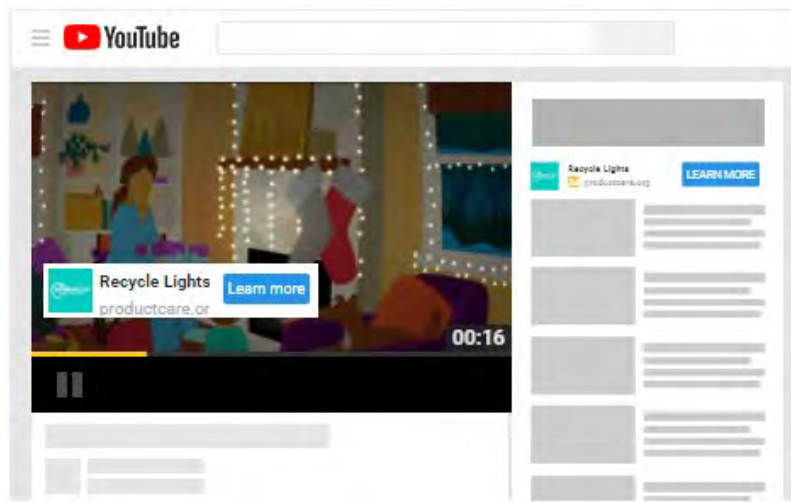 YouTube
Recycle Lights
productcare.org
LEARN MORE
Recycle Lights
Learn more
productcare.or
00:16